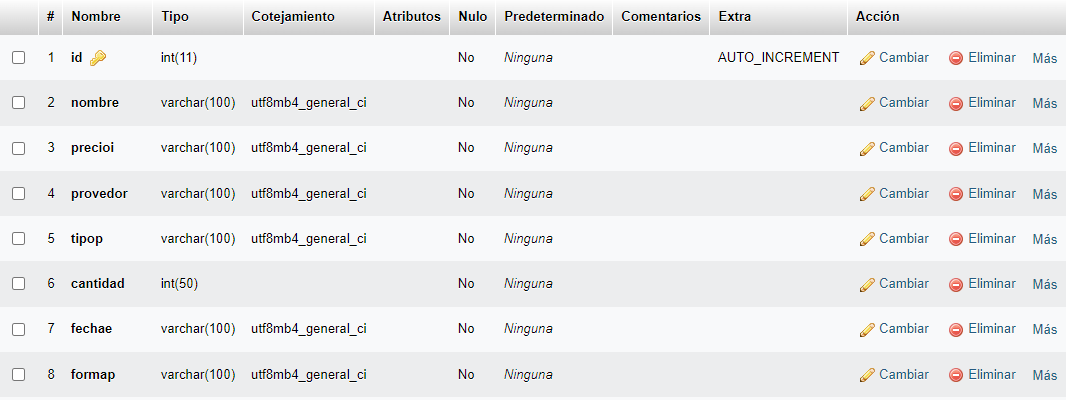 # Nombre Tipo Cotejamiento Atributos Nulo Predeterminado Comentarios Extra Acción
1 id int(11) No Ninguna AUTO_INCREMENT Cambiar Eliminar Más
2 nombre varchar(100) utf8mb4_general_ci No Ninguna Cambiar Eliminar Más
3 precioi varchar(100) utf8mb4_general_ci No Ninguna Cambiar Eliminar Más
4 provedor varchar(100) utf8mb4_general_ci No Ninguna Cambiar Eliminar Más
5 tipop varchar(100) utf8mb4_general_ci No Ninguna Cambiar Eliminar Más
6 cantidad int(50) No Ninguna Cambiar Eliminar Más
7 fechae varchar(100) utf8mb4_general_ci No Ninguna Cambiar Eliminar Más
8 formap varchar(100) utf8mb4_general_ci No Ninguna Cambiar Eliminar Más